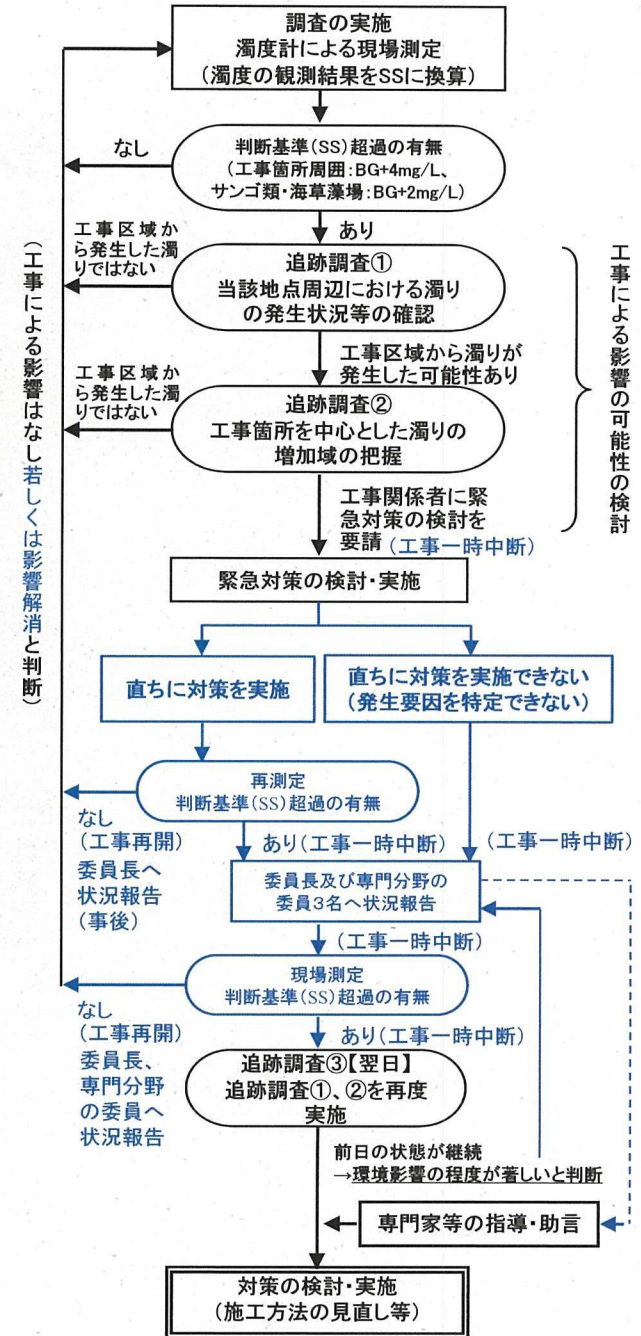 調査の実施
濁度計による現場測定
(濁度の観測結果をSSに換算)
なし
判断基準(SS)超過の有無
(工事箇所周囲:BG+4mg/L、
サンゴ類・海草藻場:BG+2mg/L)
あり
工事区域か
ら発生した濁
りではない
追跡調査①
当該地点周辺における濁り
の発生状況等の確認
工事区域から濁りが
発生した可能性あり
工事区域か
ら発生した濁
りではない
追跡調査②
工事箇所を中心とした濁りの
増加域の把握
工事による影響の可能性の検討
(工事による影響はなし若しくは影響解消と判断)
工事関係者に緊
急対策の検討を
要請(工事一時中断)
緊急対策の検討・実施
直ちに対策を実施
直ちに対策を実施できない
(発生要因を特定できない)
再測定
判断基準(SS)超過の有無
なし
(工事再開)
委員長へ
状況報告
(事後)
あり(工事一時中断)
(工事一時中断)
委員長及び専門分野の
委員3名へ状況報告
(工事一時中断)
現場測定
判断基準(SS)超過の有無
なし
(工事再開)
委員長、
専門分野
の委員へ
状況報告
あり(工事一時中断)
追跡調査③【翌日】
追跡調査①、②を再度
実施
前日の状態が継続
→環境影響の程度が著しいと判断
専門家等の指導・助言
対策の検討・実施
(施工方法の見直し等)